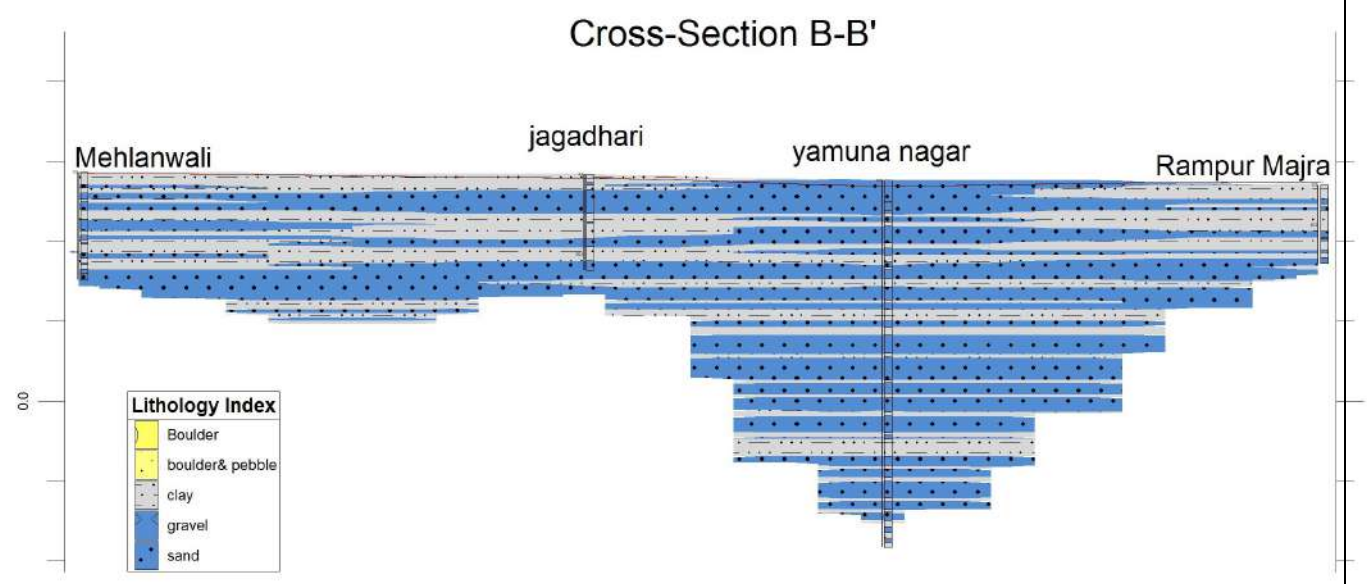 Cross-Section B-B'
jagadhari
yamuna nagar
Mehlanwali
Rampur Majra
0.0
Lithology Index
Boulder
boulder& pebble
clay
gravel
sand